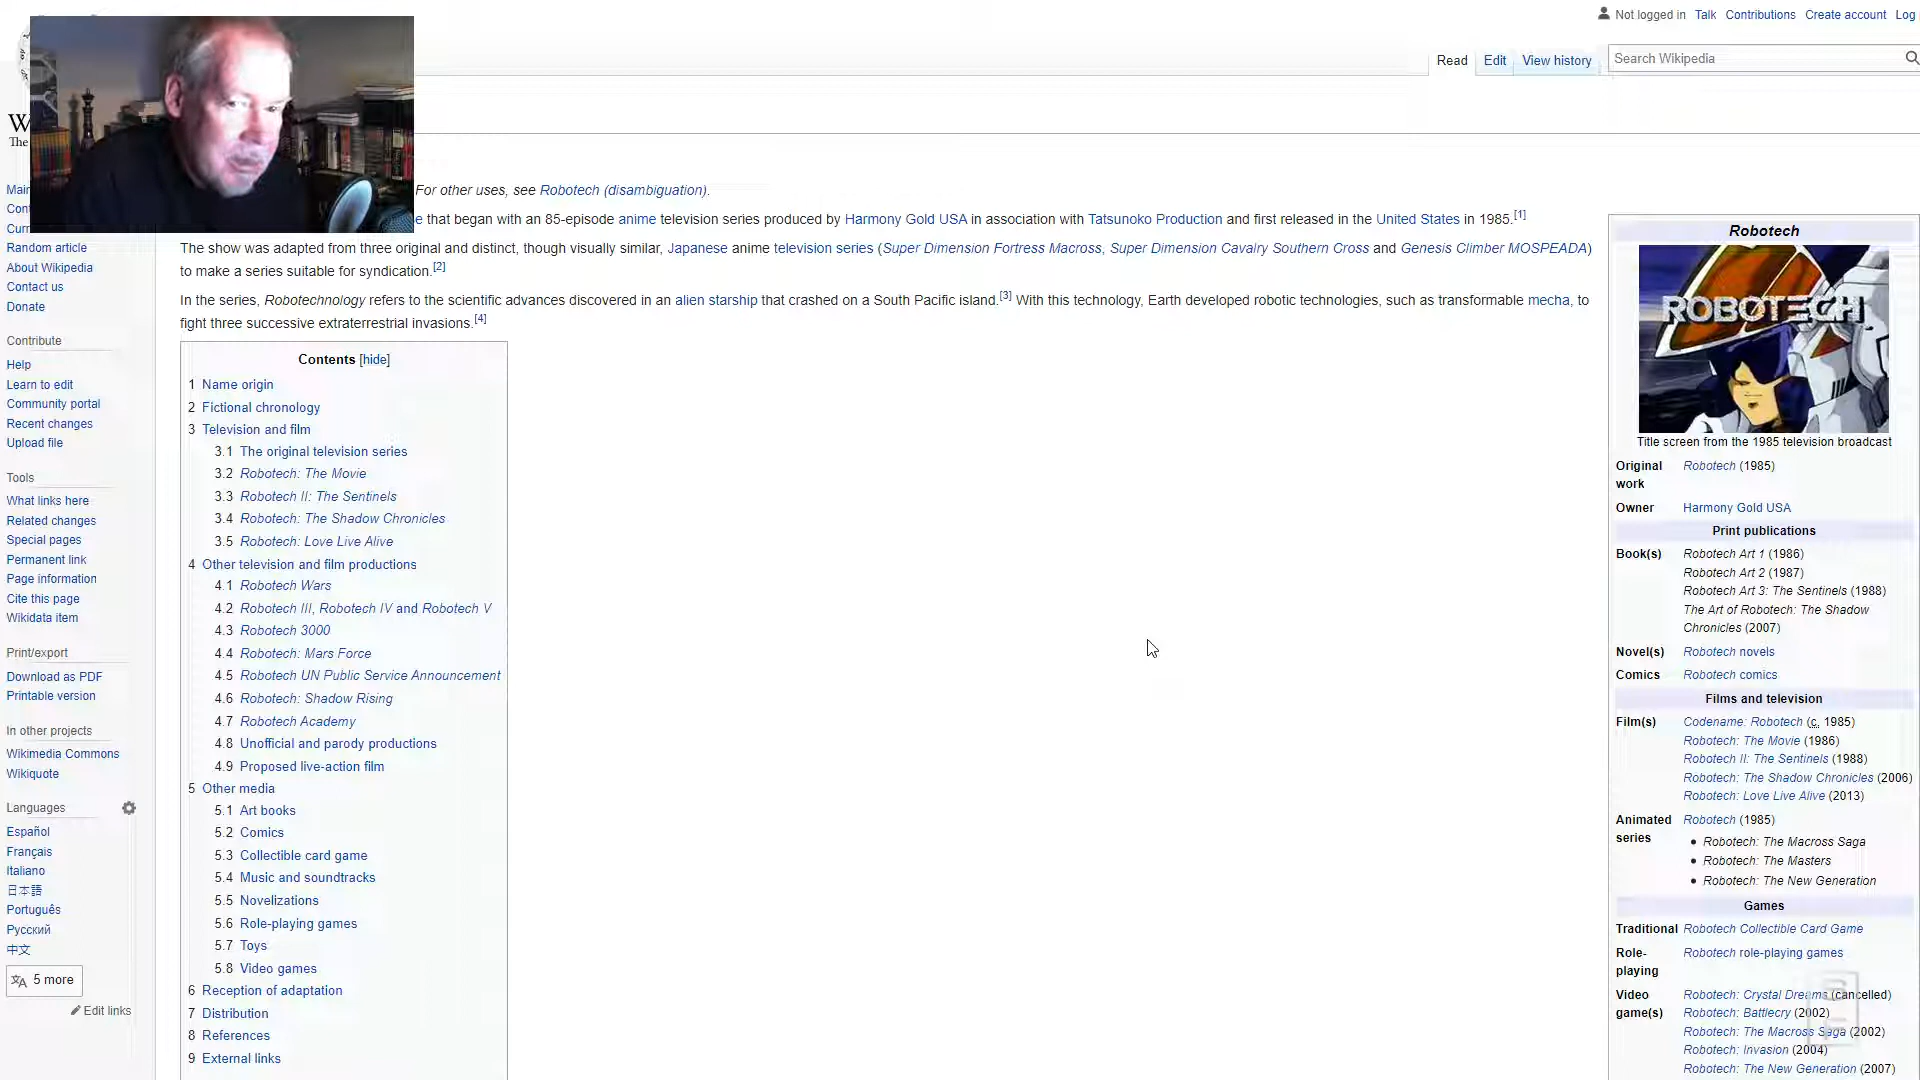 Not logged in Talk Contributions Create account Log
Read Edit View history Search Wikipedia
W
The
For other uses, see Robotech (disambiguation).
e that began with an 85-episode anime television series produced by Harmony Gold USA in association with Tatsunoko Production and first released in the United States in 1985.[1]
The show was adapted from three original and distinct, though visually similar, Japanese anime television series (Super Dimension Fortress Macross, Super Dimension Cavalry Southern Cross and Genesis Climber MOSPEADA)
to make a series suitable for syndication.[2]
In the series, Robotechnology refers to the scientific advances discovered in an alien starship that crashed on a South Pacific island.[3] With this technology, Earth developed robotic technologies, such as transformable mecha, to
fight three successive extraterrestrial invasions.[4]
Main
Cont
Curr
Random article
About Wikipedia
Contact us
Donate
Contribute
Help
Learn to edit
Community portal
Recent changes
Upload file
Tools
What links here
Related changes
Special pages
Permanent link
Page information
Cite this page
Wikidata item
Print/export
Download as PDF
Printable version
In other projects
Wikimedia Commons
Wikiquote
Languages
Español
Français
Italiano
日本語
Português
Русский
中文
5 more
Edit links
Contents [hide]
1 Name origin
2 Fictional chronology
3 Television and film
3.1 The original television series
3.2 Robotech: The Movie
3.3 Robotech II: The Sentinels
3.4 Robotech: The Shadow Chronicles
3.5 Robotech: Love Live Alive
4 Other television and film productions
4.1 Robotech Wars
4.2 Robotech III, Robotech IV and Robotech V
4.3 Robotech 3000
4.4 Robotech: Mars Force
4.5 Robotech UN Public Service Announcement
4.6 Robotech: Shadow Rising
4.7 Robotech Academy
4.8 Unofficial and parody productions
4.9 Proposed live-action film
5 Other media
5.1 Art books
5.2 Comics
5.3 Collectible card game
5.4 Music and soundtracks
5.5 Novelizations
5.6 Role-playing games
5.7 Toys
5.8 Video games
6 Reception of adaptation
7 Distribution
8 References
9 External links
Robotech
ROBOTECH
Title screen from the 1985 television broadcast
Original work Robotech (1985)
Owner Harmony Gold USA
Print publications
Book(s) Robotech Art 1 (1986)
Robotech Art 2 (1987)
Robotech Art 3: The Sentinels (1988)
The Art of Robotech: The Shadow
Chronicles (2007)
Novel(s) Robotech novels
Comics Robotech comics
Films and television
Film(s) Codename: Robotech (c. 1985)
Robotech: The Movie (1986)
Robotech II: The Sentinels (1988)
Robotech: The Shadow Chronicles (2006)
Robotech: Love Live Alive (2013)
Animated series Robotech (1985)
Robotech: The Macross Saga
Robotech: The Masters
Robotech: The New Generation
Games
Traditional Robotech Collectible Card Game
Role-playing Robotech role-playing games
Video game(s) Robotech: Crystal Dreams (cancelled)
Robotech: Battlecry (2002)
Robotech: The Macross Saga (2002)
Robotech: Invasion (2004)
Robotech: The New Generation (2007)